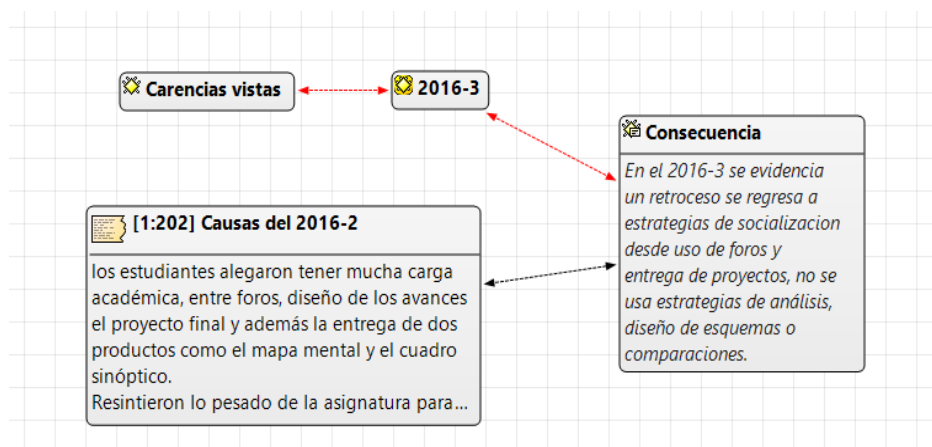 Carencias vistas
2016-3
Consecuencia
En el 2016-3 se evidencia
un retroceso se regresa a
estrategias de socializacion
desde uso de foros y
entrega de proyectos, no se
usa estrategias de análisis,
diseño de esquemas o
comparaciones.
[1:202] Causas del 2016-2
los estudiantes alegaron tener mucha carga
académica, entre foros, diseño de los avances
el proyecto final y además la entrega de dos
productos como el mapa mental y el cuadro
sinóptico.
Resintieron lo pesado de la asignatura para...